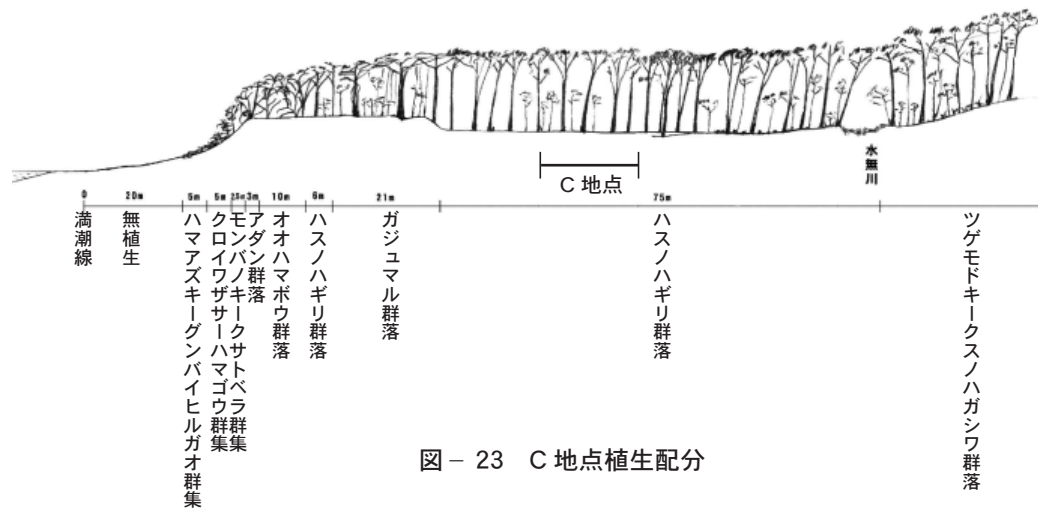 水無川
C 地点
0
20m
5m
5m
2.5m
3m
10m
6m
21m
75m
満潮線
無植生
ハマアズキーグンバイヒルガオ群集
クロイワザサーハマゴウ群集
モンバノキークサトベラ群集
アダン群落
オオハマボウ群落
ハスノハギリ群落
ガジュマル群落
ハスノハギリ群落
ツゲモドキークスノハガシワ群落
図 − 23　C 地点植生配分